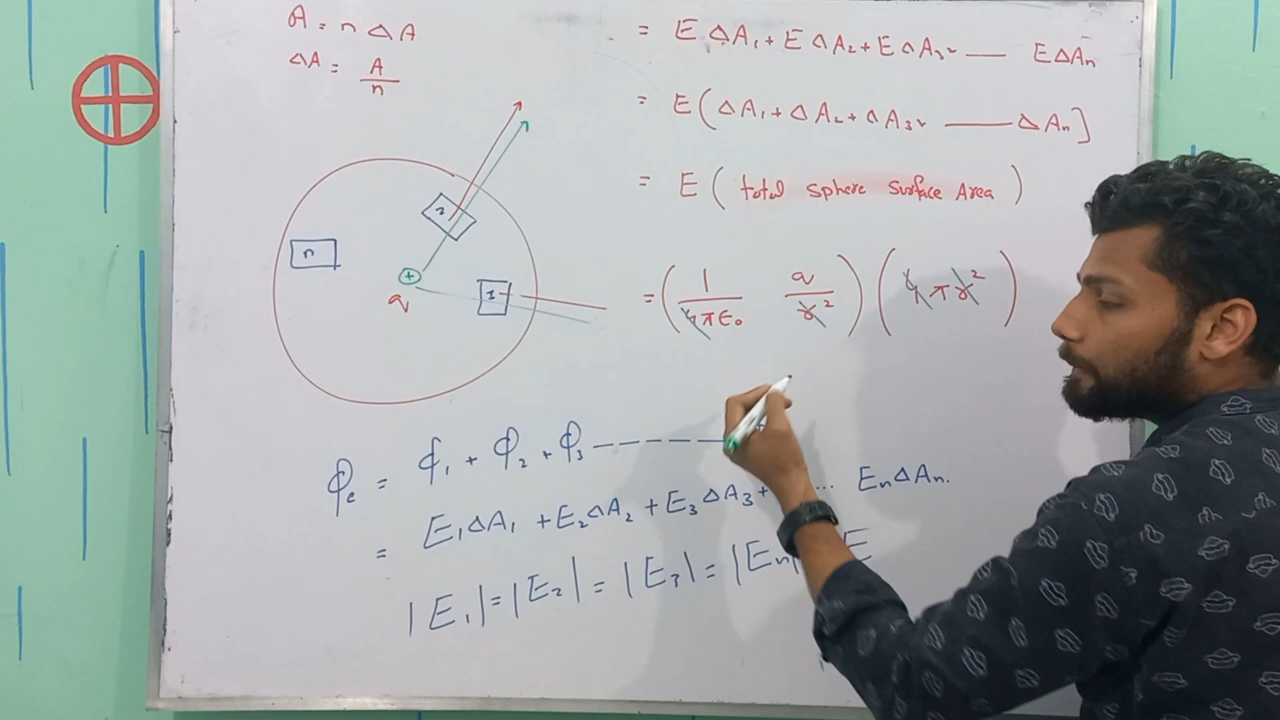 A = n ΔA
ΔA = A/n
= E ΔA₁ + E ΔA₂ + E ΔA₃ + —— E ΔAn
= E ( ΔA₁ + ΔA₂ + ΔA₃ + —— ΔAn )
= E ( total sphere surface Area )
= ( 1/4πε₀ q/r² ) ( 4πr² )
2
n
+
1
q
Φe = Φ₁ + Φ₂ + Φ₃ ------
= E₁ΔA₁ + E₂ΔA₂ + E₃ΔA₃ + ... EnΔAn.
|E₁| = |E₂| = |E₃| = |En| E